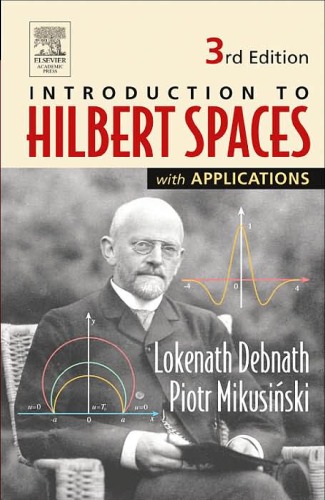 3rd Edition
ELSEVIER
ACADEMIC
PRESS
INTRODUCTION TO
HILBERT SPACES
with APPLICATIONS
1
-4
0
4
Lokenath Debnath
Piotr Mikusiński
y
u=0
-a
u=T₀
a
u=0
x